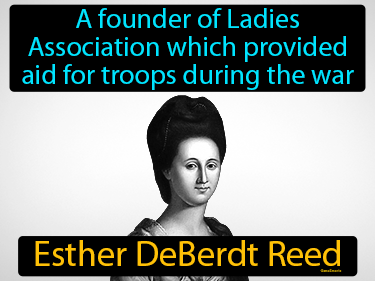 A founder of Ladies
Association which provided
aid for troops during the war
Esther DeBerdt Reed